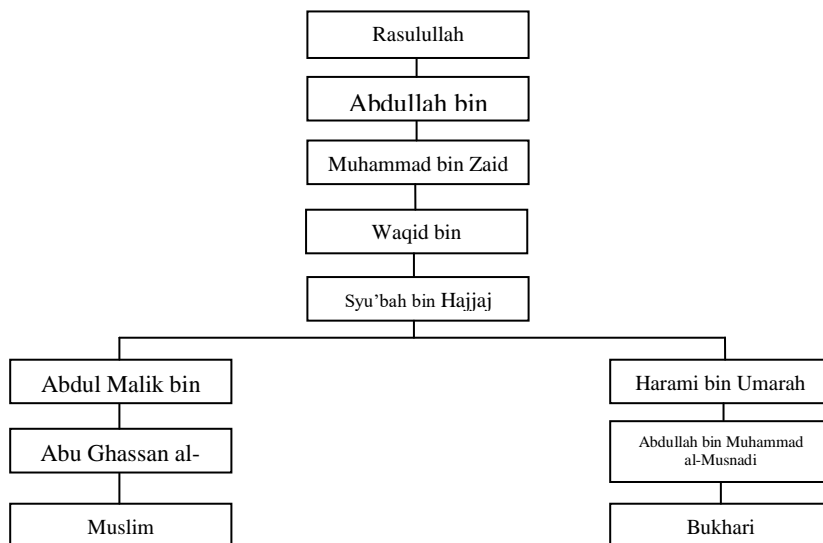 Rasulullah
Abdullah bin
Muhammad bin Zaid
Waqid bin
Syu’bah bin Hajjaj
Abdul Malik bin
Harami bin Umarah
Abu Ghassan al-
Abdullah bin Muhammad
al-Musnadi
Muslim
Bukhari